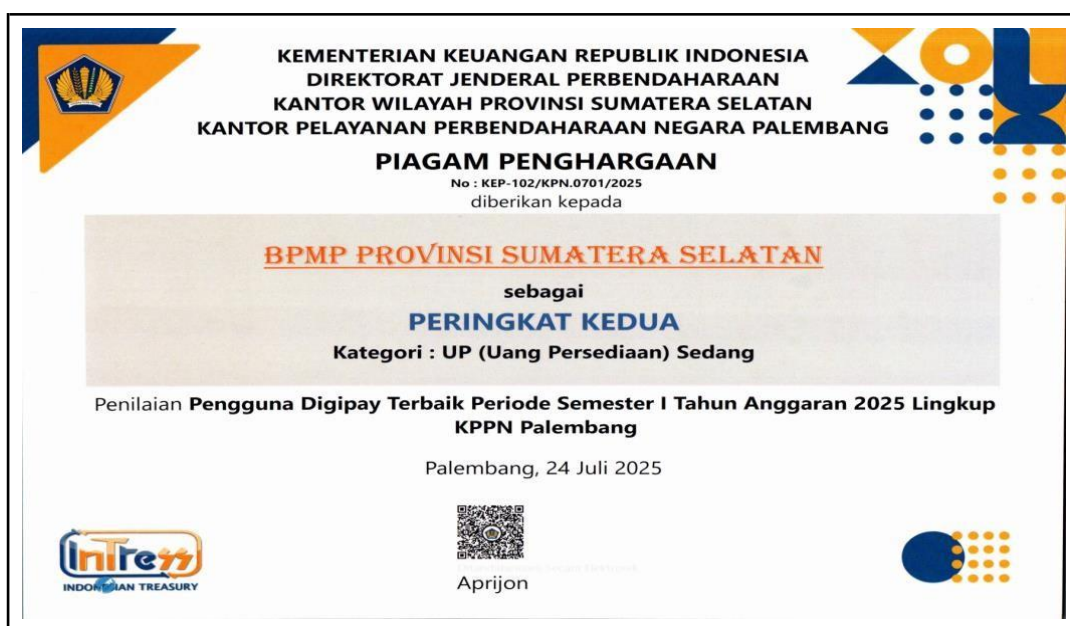 KEMENTERIAN KEUANGAN REPUBLIK INDONESIA
DIREKTORAT JENDERAL PERBENDAHARAAN
KANTOR WILAYAH PROVINSI SUMATERA SELATAN
KANTOR PELAYANAN PERBENDAHARAAN NEGARA PALEMBANG
PIAGAM PENGHARGAAN
No : KEP-102/KPN.0701/2025
diberikan kepada
BPMP PROVINSI SUMATERA SELATAN
sebagai
PERINGKAT KEDUA
Kategori : UP (Uang Persediaan) Sedang
Penilaian Pengguna Digipay Terbaik Periode Semester I Tahun Anggaran 2025 Lingkup
KPPN Palembang
Palembang, 24 Juli 2025
Aprijon
InTress
INDONESIAN TREASURY